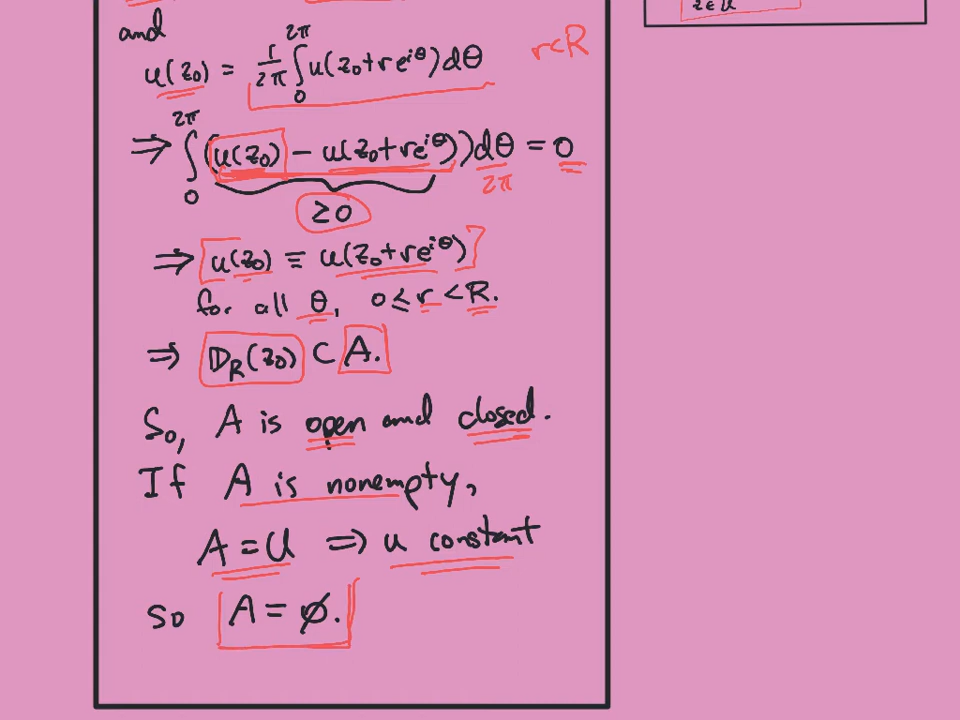 and
u(z₀) = 1/2π ∫₀^2π u(z₀+re^iθ)dθ r<R
⇒ ∫₀^2π (u(z₀) − u(z₀+re^iθ))dθ = 0
2π
≥0
⇒ u(z₀) ≡ u(z₀+re^iθ)
for all θ, 0≤r<R.
⇒ 𝔻_R(z₀) ⊂ A.
So, A is open and closed.
If A is nonempty,
A=U ⇒ u constant
so A = ∅.
z∈U